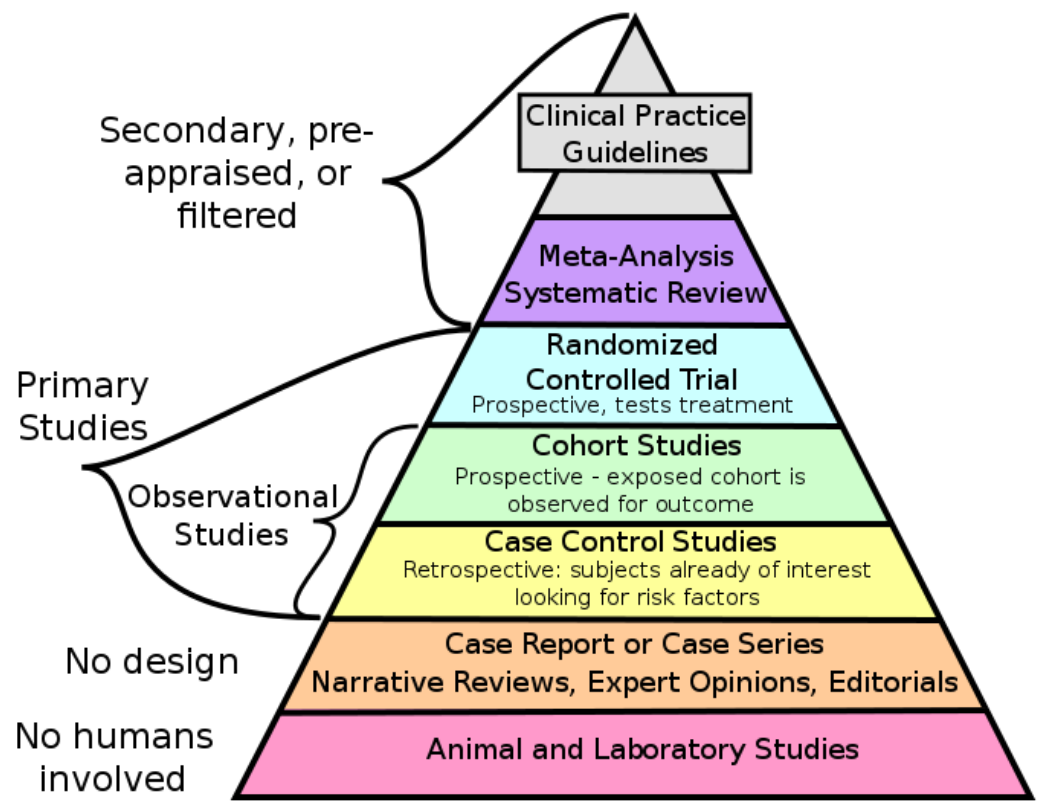 Clinical Practice
Guidelines
Secondary, pre-
appraised, or
filtered
Meta-Analysis
Systematic Review
Randomized
Controlled Trial
Prospective, tests treatment
Primary
Studies
Cohort Studies
Prospective - exposed cohort is
observed for outcome
Observational
Studies
Case Control Studies
Retrospective: subjects already of interest
looking for risk factors
No design
Case Report or Case Series
Narrative Reviews, Expert Opinions, Editorials
No humans
involved
Animal and Laboratory Studies